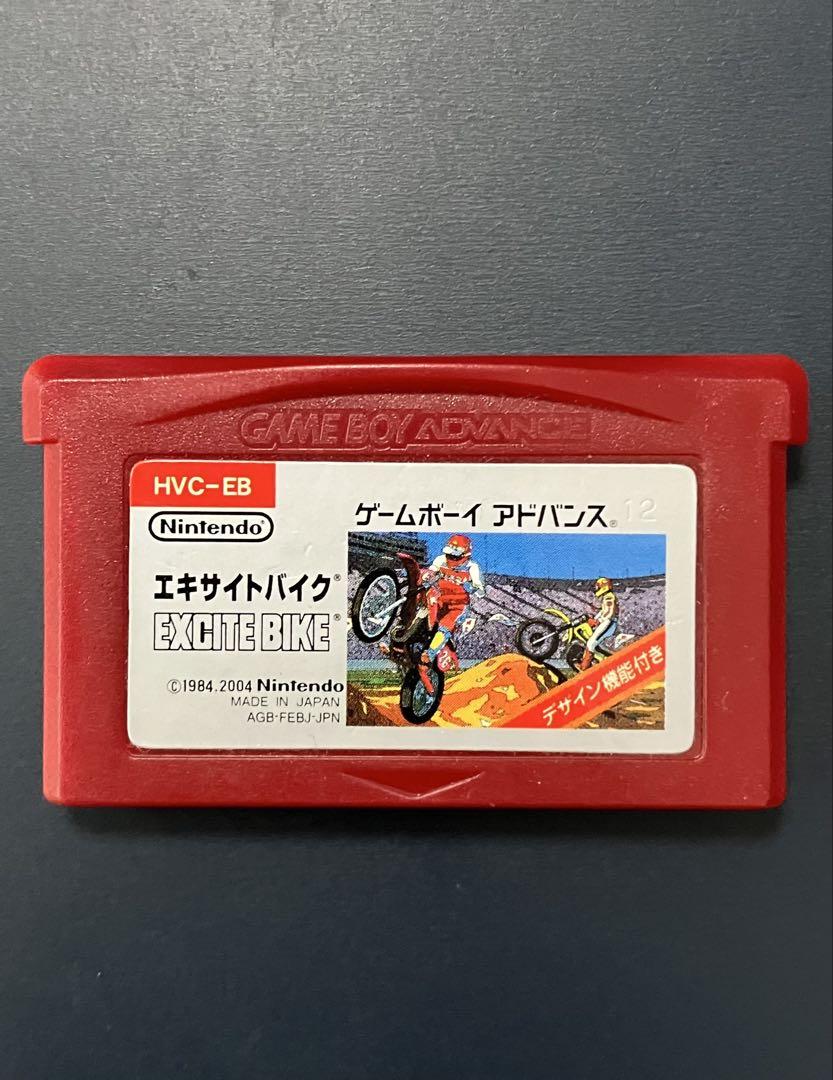 GAME BOY ADVANCE
HVC-EB
Nintendo®
ゲームボーイ アドバンス® 12
エキサイトバイク®
EXCITE BIKE®
デザイン機能付き
©1984.2004 Nintendo
MADE IN JAPAN
AGB-FEBJ-JPN